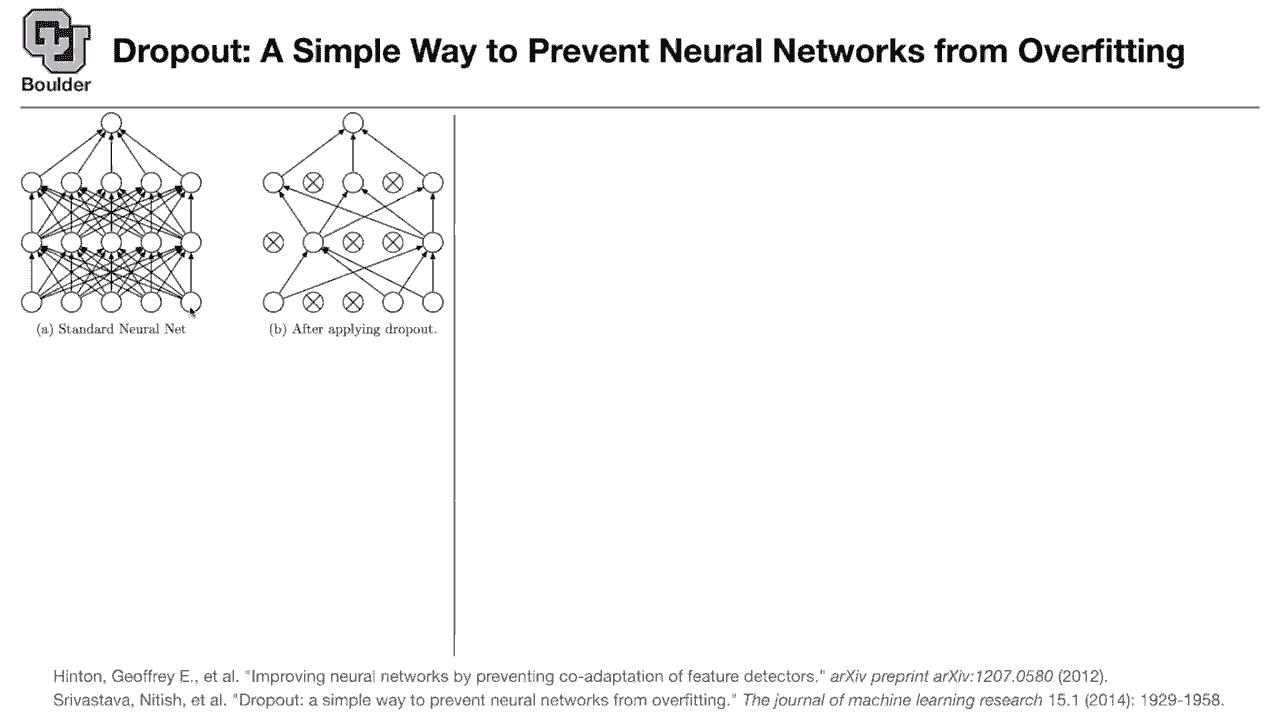 CU
Boulder
Dropout: A Simple Way to Prevent Neural Networks from Overfitting
(a) Standard Neural Net
(b) After applying dropout.
Hinton, Geoffrey E., et al. "Improving neural networks by preventing co-adaptation of feature detectors." arXiv preprint arXiv:1207.0580 (2012).
Srivastava, Nitish, et al. "Dropout: a simple way to prevent neural networks from overfitting." The journal of machine learning research 15.1 (2014): 1929-1958.